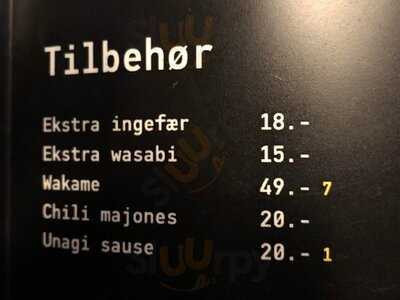 Tilbehør
Ekstra ingefær 18.-
Ekstra wasabi 15.-
Wakame 49.- 7
Chili majones 20.-
Unagi sause 20.- 1